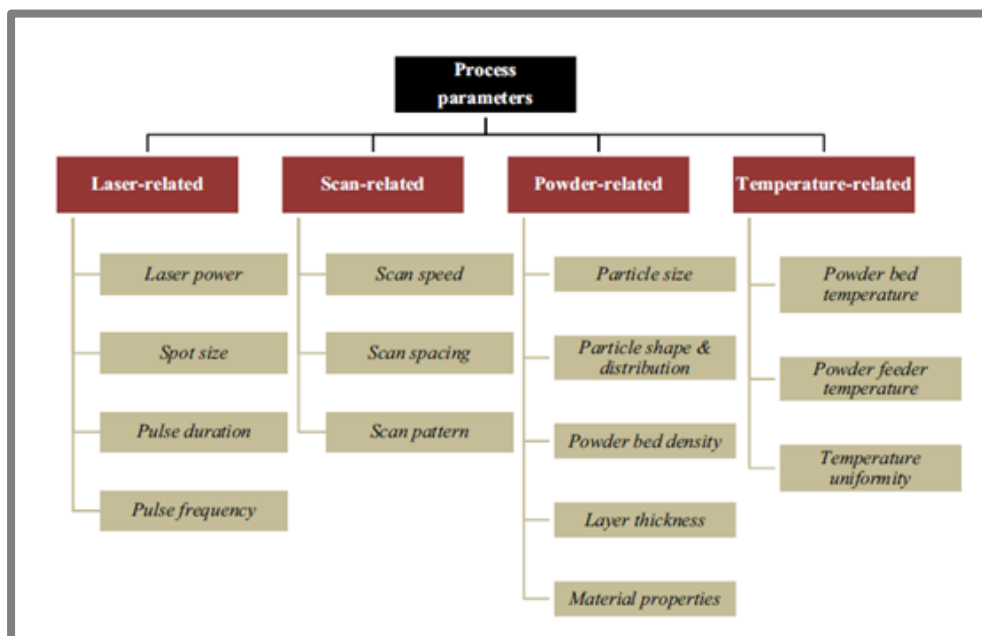 Process
parameters
Laser-related
Scan-related
Powder-related
Temperature-related
Laser power
Spot size
Pulse duration
Pulse frequency
Scan speed
Scan spacing
Scan pattern
Particle size
Particle shape &
distribution
Powder bed density
Layer thickness
Material properties
Powder bed
temperature
Powder feeder
temperature
Temperature
uniformity